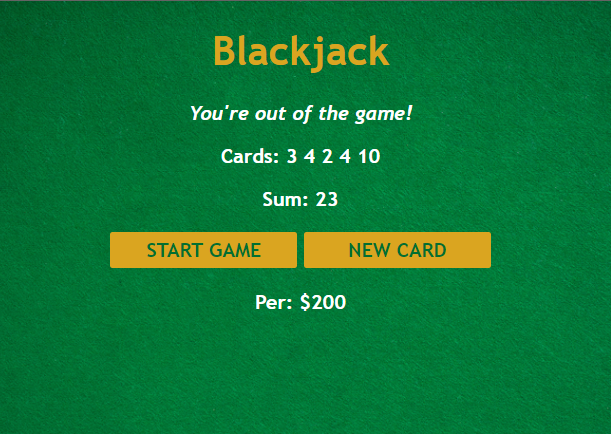 Blackjack
You're out of the game!
Cards: 3 4 2 4 10
Sum: 23
START GAME NEW CARD
Per: $200